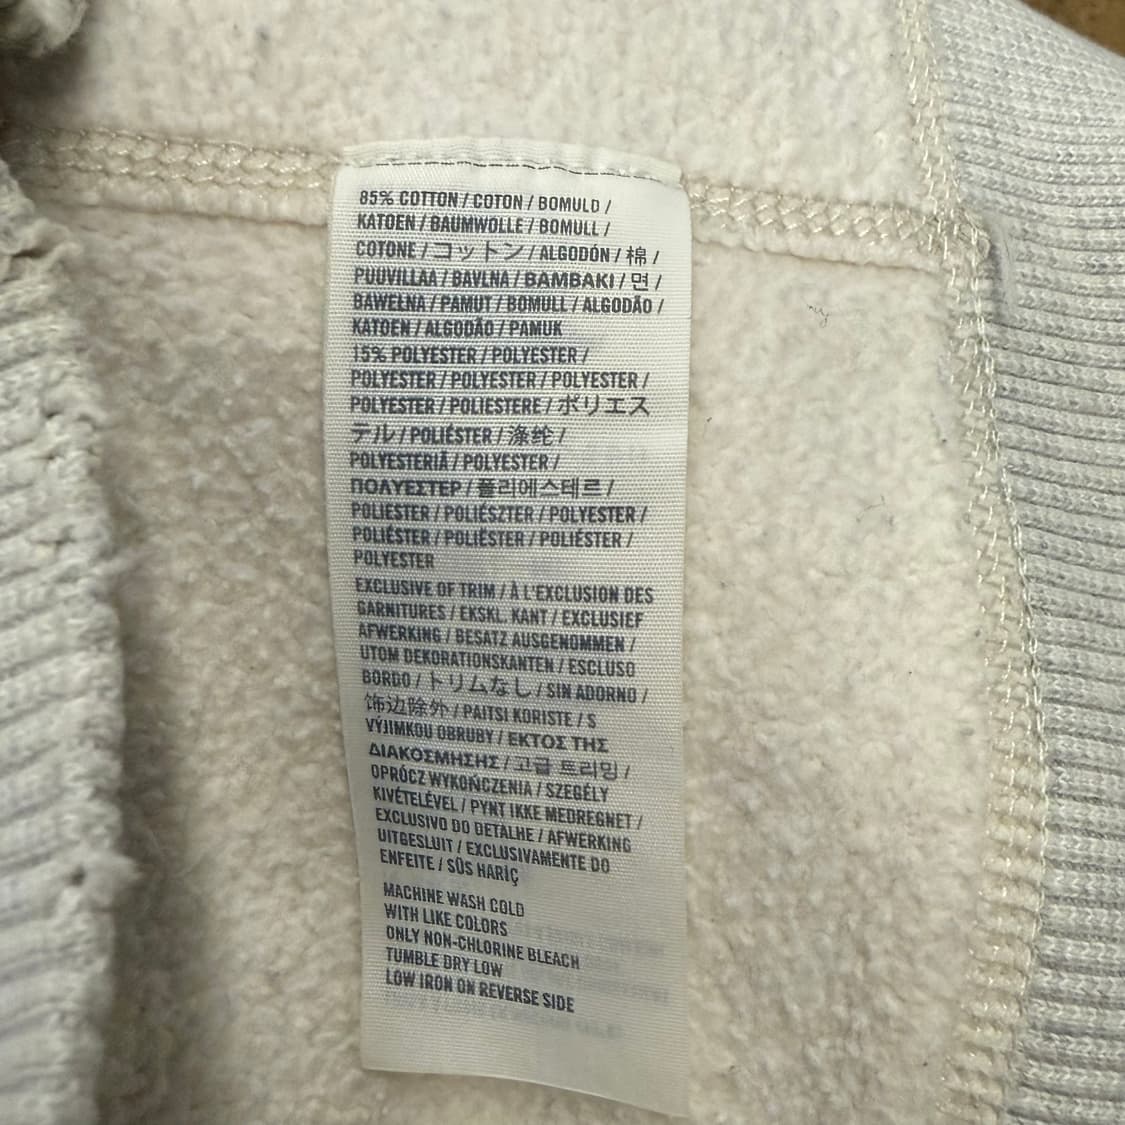 85% COTTON / COTON / BOMULD /
KATOEN / BAUMWOLLE / BOMULL /
COTONE / コットン / ALGODÓN / 棉 /
PUUVILLAA / BAVLNA / BAMBAKI / 면 /
BAWEŁNA / PAMUT / BOMULL / ALGODÃO /
KATOEN / ALGODÃO / PAMUK
15% POLYESTER / POLYESTER /
POLYESTER / POLYESTER / POLYESTER /
POLYESTER / POLIESTERE / ポリエス
テル / POLIÉSTER / 涤纶 /
POLYESTERIÄ / POLYESTER /
ΠΟΛΥΕΣΤΕΡ / 폴리에스테르 /
POLIESTER / POLIÉSZTER / POLYESTER /
POLIÉSTER / POLIËSTER / POLIÉSTER /
POLYESTER
EXCLUSIVE OF TRIM / À L'EXCLUSION DES
GARNITURES / EKSKL. KANT / EXCLUSIEF
AFWERKING / BESATZ AUSGENOMMEN /
UTOM DEKORATIONSKANTEN / ESCLUSO
BORDO / トリムなし / SIN ADORNO /
饰边除外 / PAITSI KORISTE / S
VÝJIMKOU OBRUBY / ΕΚΤΟΣ ΤΗΣ
ΔΙΑΚΟΣΜΗΣΗΣ / 고급 트리밍 /
OPRÓCZ WYKOŃCZENIA / SZEGÉLY
KIVÉTELÉVEL / PYNT IKKE MEDREGNET /
EXCLUSIVO DO DETALHE / AFWERKING
UITGESLUIT / EXCLUSIVAMENTE DO
ENFEITE / SÜS HARİÇ
MACHINE WASH COLD
WITH LIKE COLORS
ONLY NON-CHLORINE BLEACH
TUMBLE DRY LOW
LOW IRON ON REVERSE SIDE